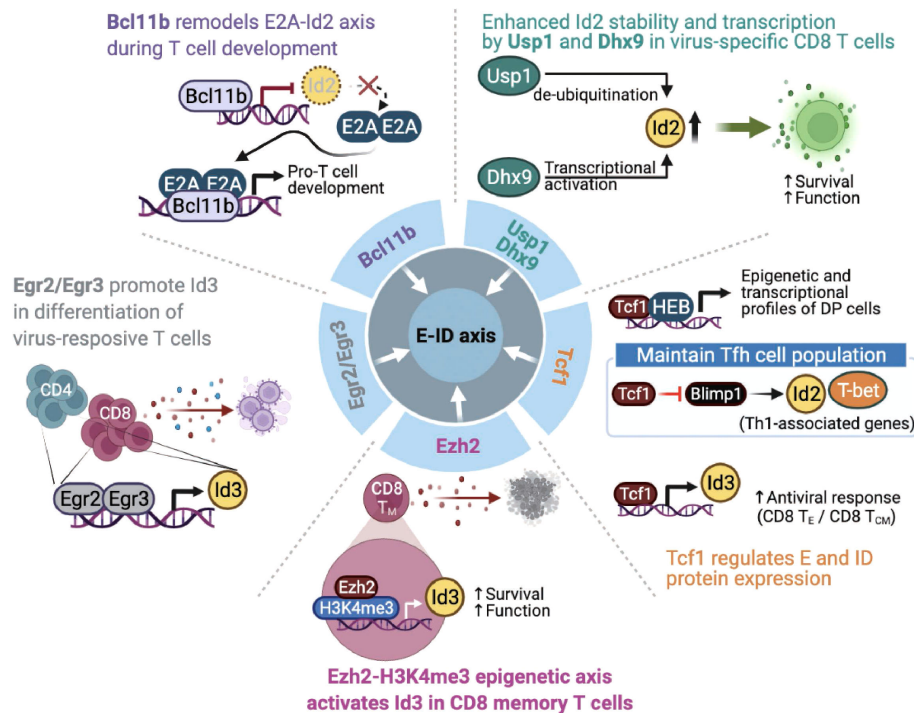 Bcl11b remodels E2A-Id2 axis
during T cell development
Bcl11b
Id2
E2A E2A
E2A E2A
Bcl11b
Pro-T cell
development
Enhanced Id2 stability and transcription
by Usp1 and Dhx9 in virus-specific CD8 T cells
Usp1
de-ubiquitination
Id2
Dhx9
Transcriptional
activation
↑Survival
↑Function
Bcl11b
Usp1
Dhx9
Egr2/Egr3
E-ID axis
Tcf1
Ezh2
Egr2/Egr3 promote Id3
in differentiation of
virus-resposive T cells
CD4
CD8
Egr2 Egr3
Id3
Tcf1 HEB
Epigenetic and
transcriptional
profiles of DP cells
Maintain Tfh cell population
Tcf1
Blimp1
Id2
T-bet
(Th1-associated genes)
Tcf1
Id3
↑Antiviral response
(CD8 TE / CD8 TCM)
Tcf1 regulates E and ID
protein expression
CD8
TM
Ezh2
H3K4me3
Id3
↑Survival
↑Function
Ezh2-H3K4me3 epigenetic axis
activates Id3 in CD8 memory T cells